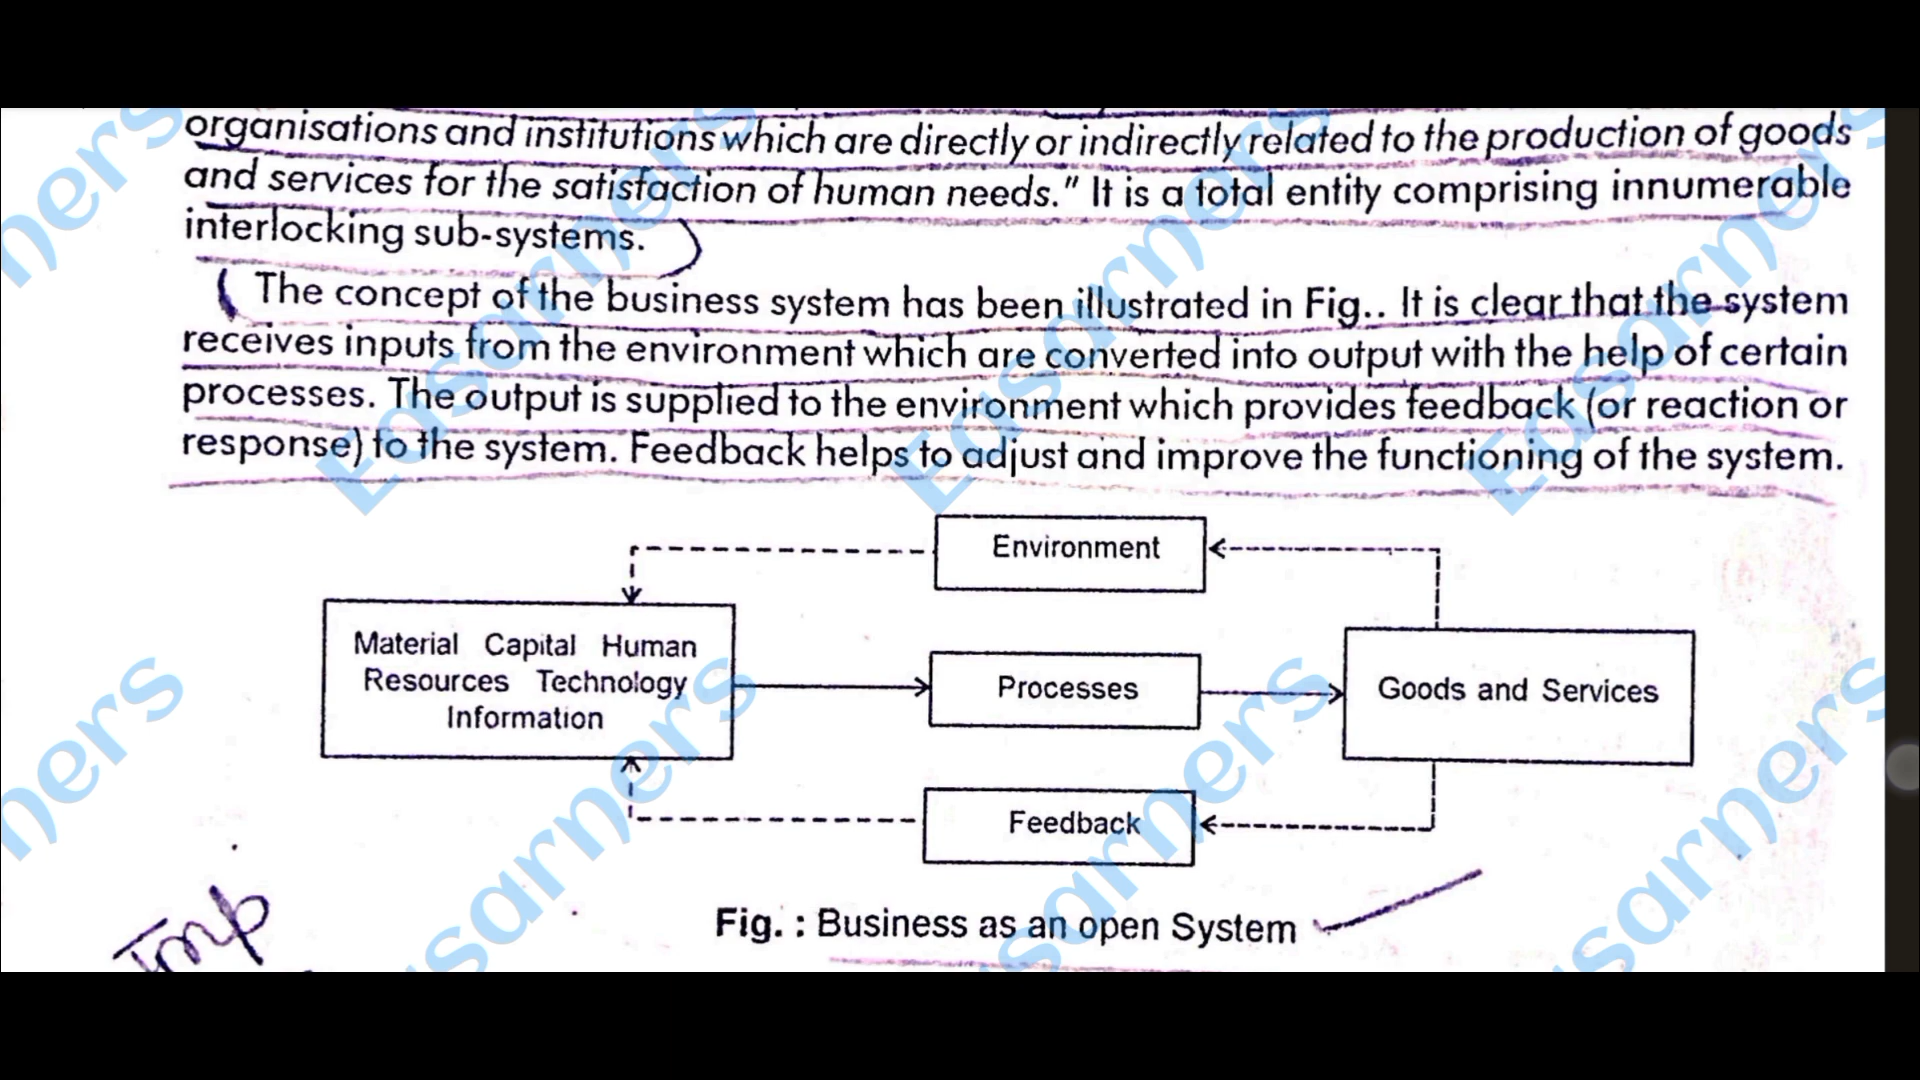 organisations and institutions which are directly or indirectly related to the production of goods
and services for the satisfaction of human needs." It is a total entity comprising innumerable
interlocking sub-systems.
The concept of the business system has been illustrated in Fig.. It is clear that the system
receives inputs from the environment which are converted into output with the help of certain
processes. The output is supplied to the environment which provides feedback (or reaction or
response) to the system. Feedback helps to adjust and improve the functioning of the system.
Environment
Material Capital Human
Resources Technology
Information
Processes
Goods and Services
Feedback
Fig. : Business as an open System
Imp
Edsarners
Edsarners
Edsarners